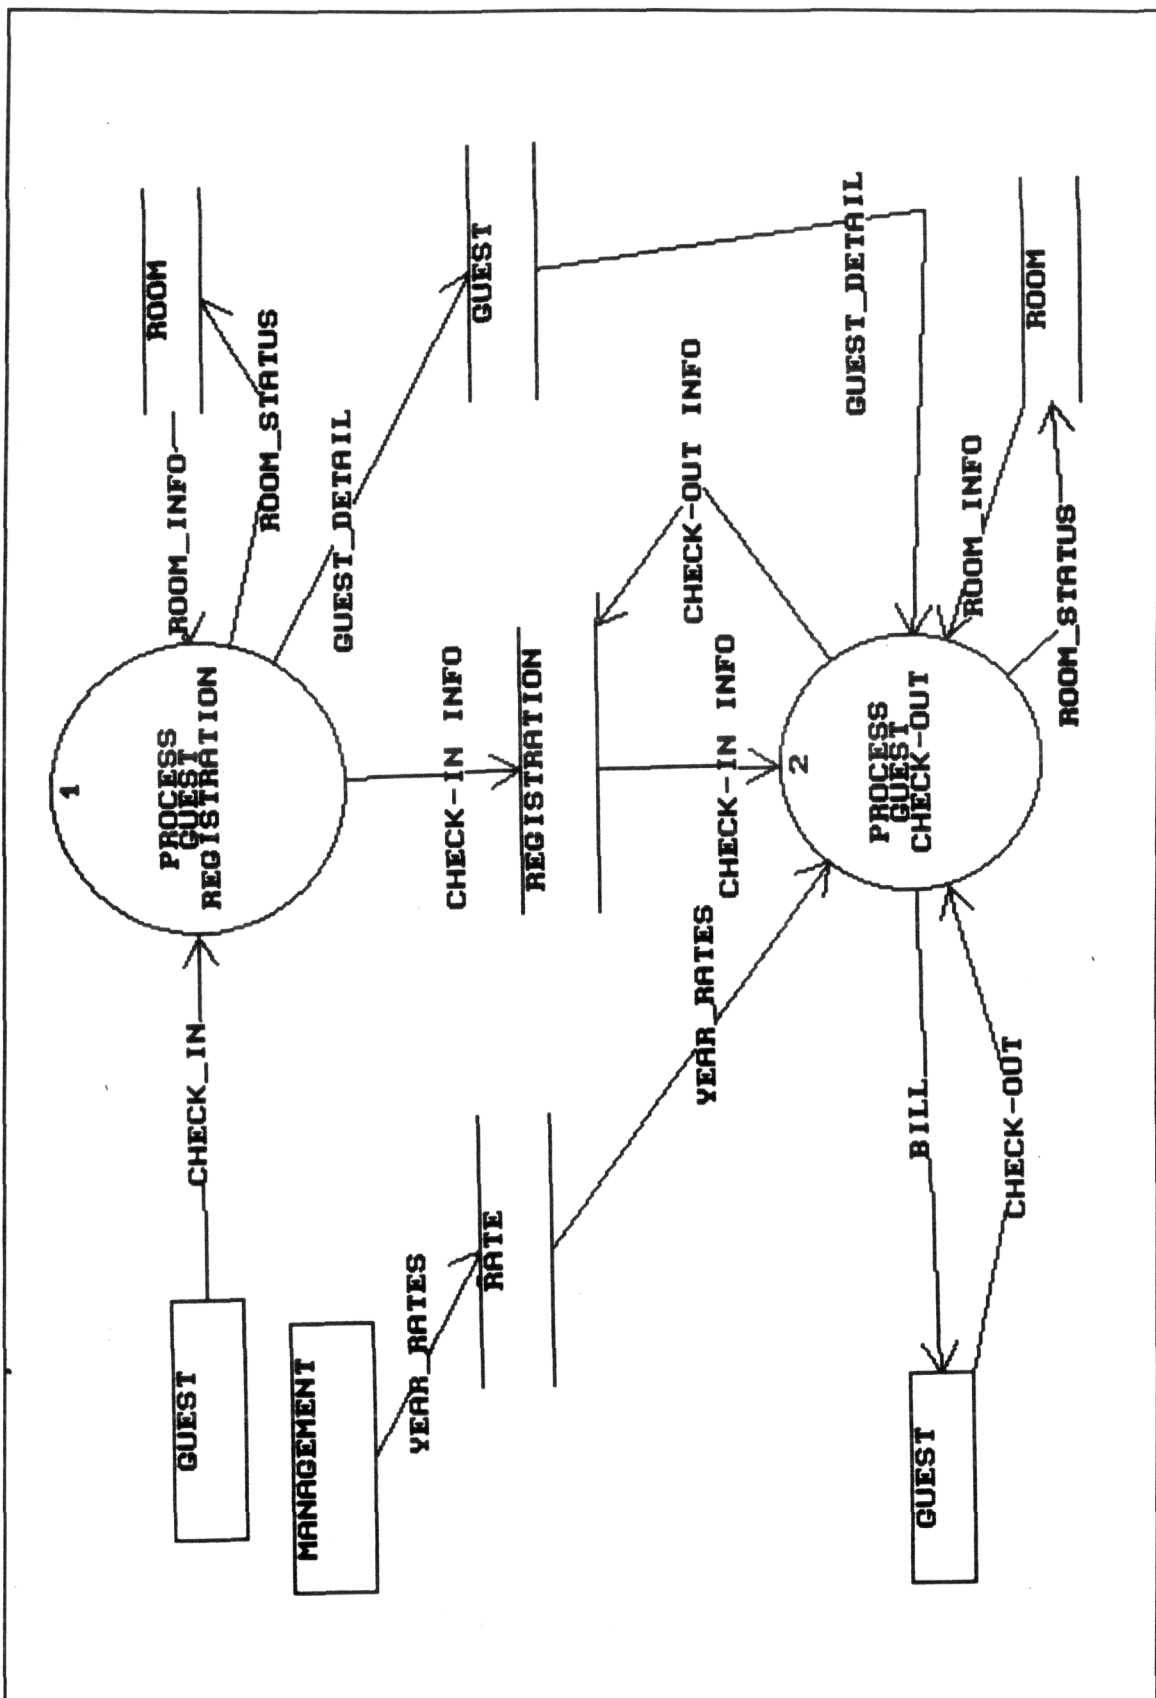 1
PROCESS
GUEST
REGISTRATION
ROOM
ROOM_INFO
ROOM_STATUS
GUEST_DETAIL
GUEST
CHECK_IN
GUEST
MANAGEMENT
YEAR_RATES
RATE
CHECK-IN INFO
REGISTRATION
CHECK-OUT INFO
CHECK-IN INFO
YEAR_RATES
GUEST_DETAIL
2
PROCESS
GUEST
CHECK-OUT
BILL
CHECK-OUT
GUEST
ROOM_INFO
ROOM
ROOM_STATUS